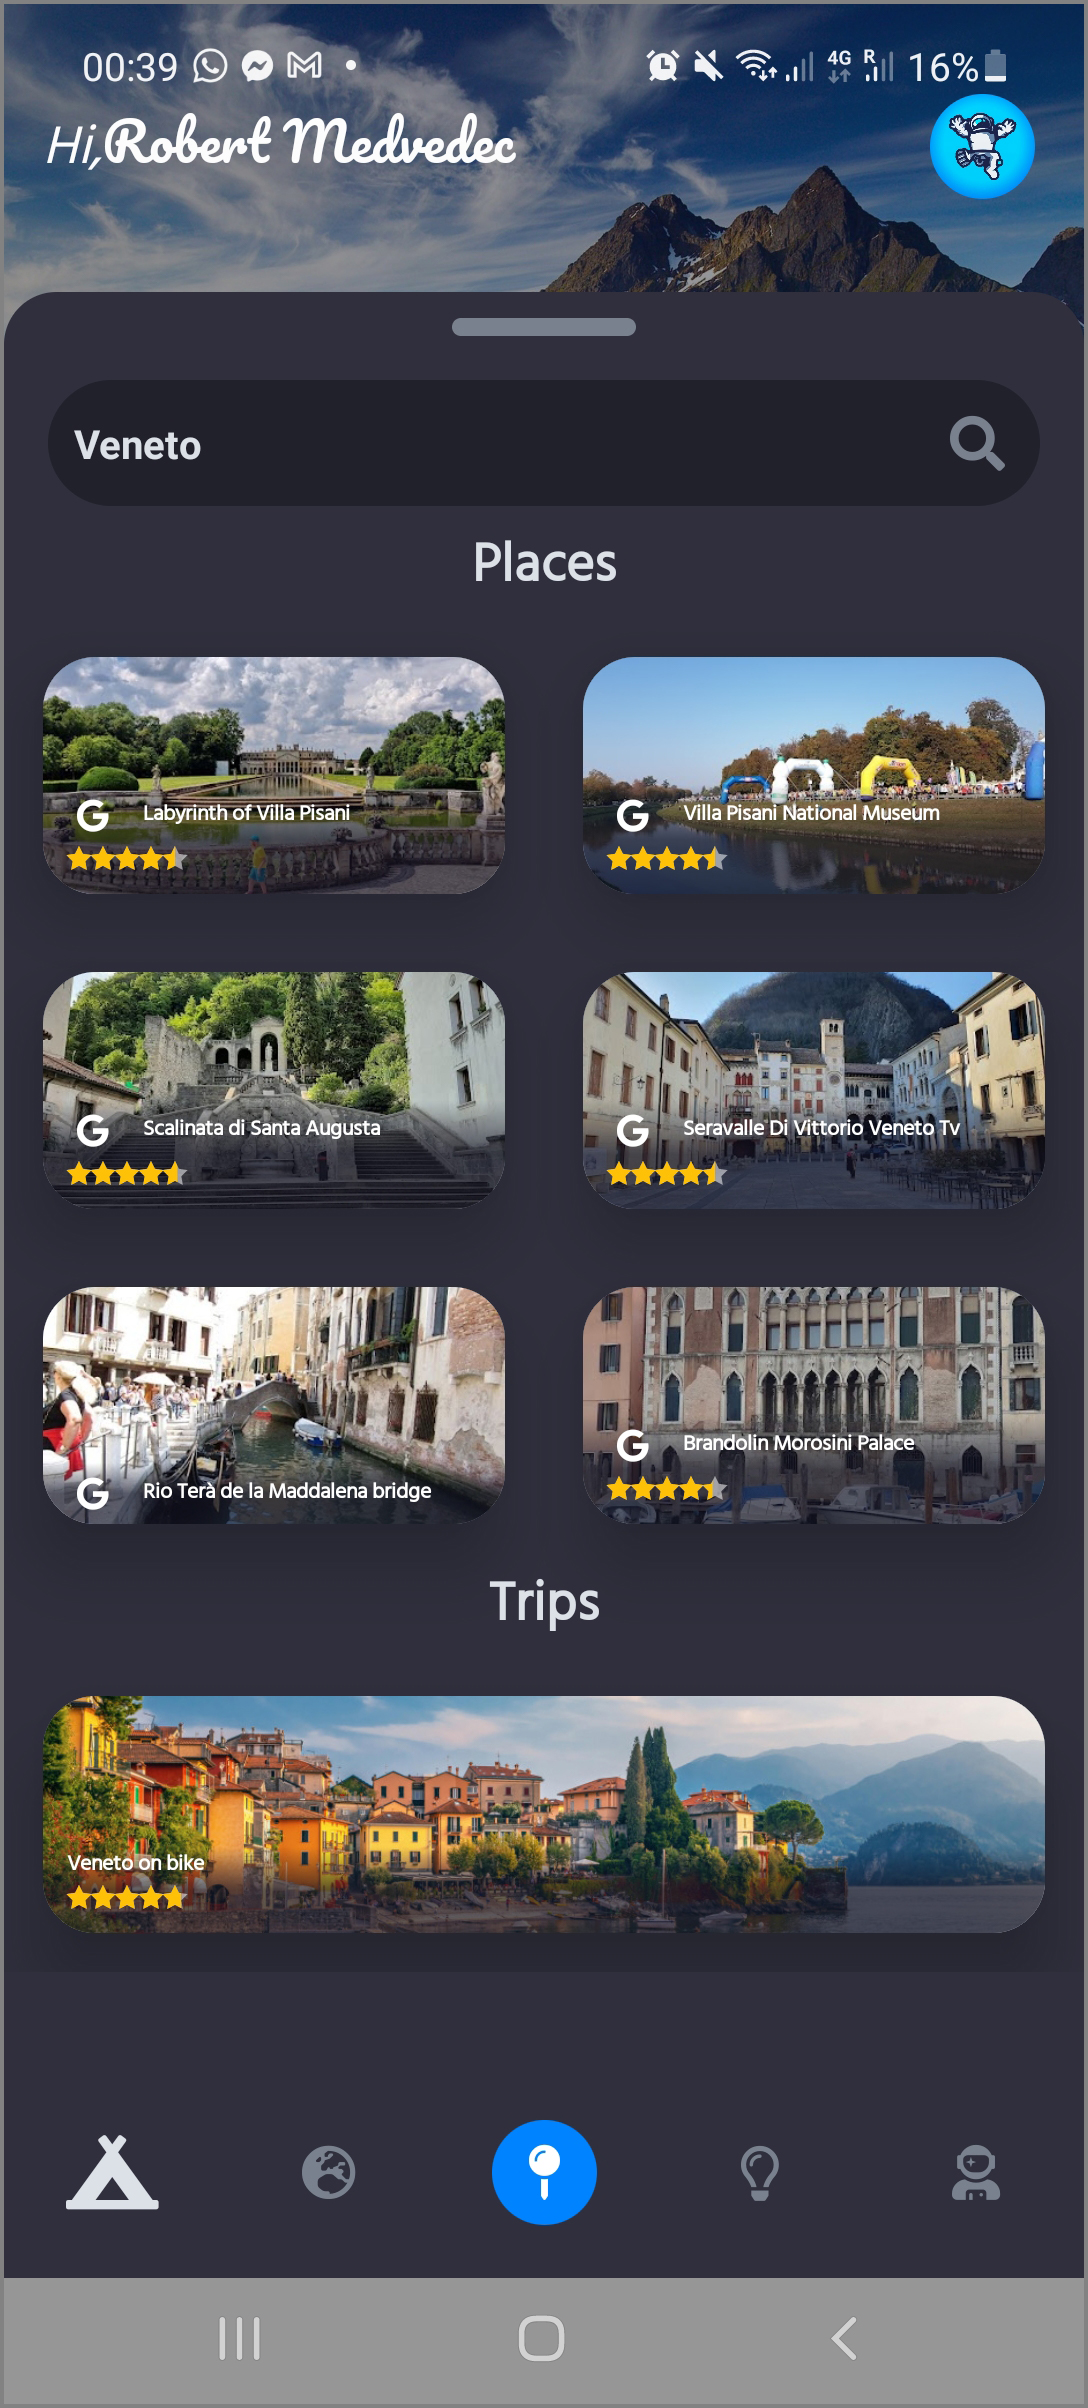 00:39 4G R 16%
Hi,Robert Medvedec
Veneto
Places
G Labyrinth of Villa Pisani
G Villa Pisani National Museum
G Scalinata di Santa Augusta
G Seravalle Di Vittorio Veneto Tv
G Rio Terà de la Maddalena bridge
G Brandolin Morosini Palace
Trips
Veneto on bike